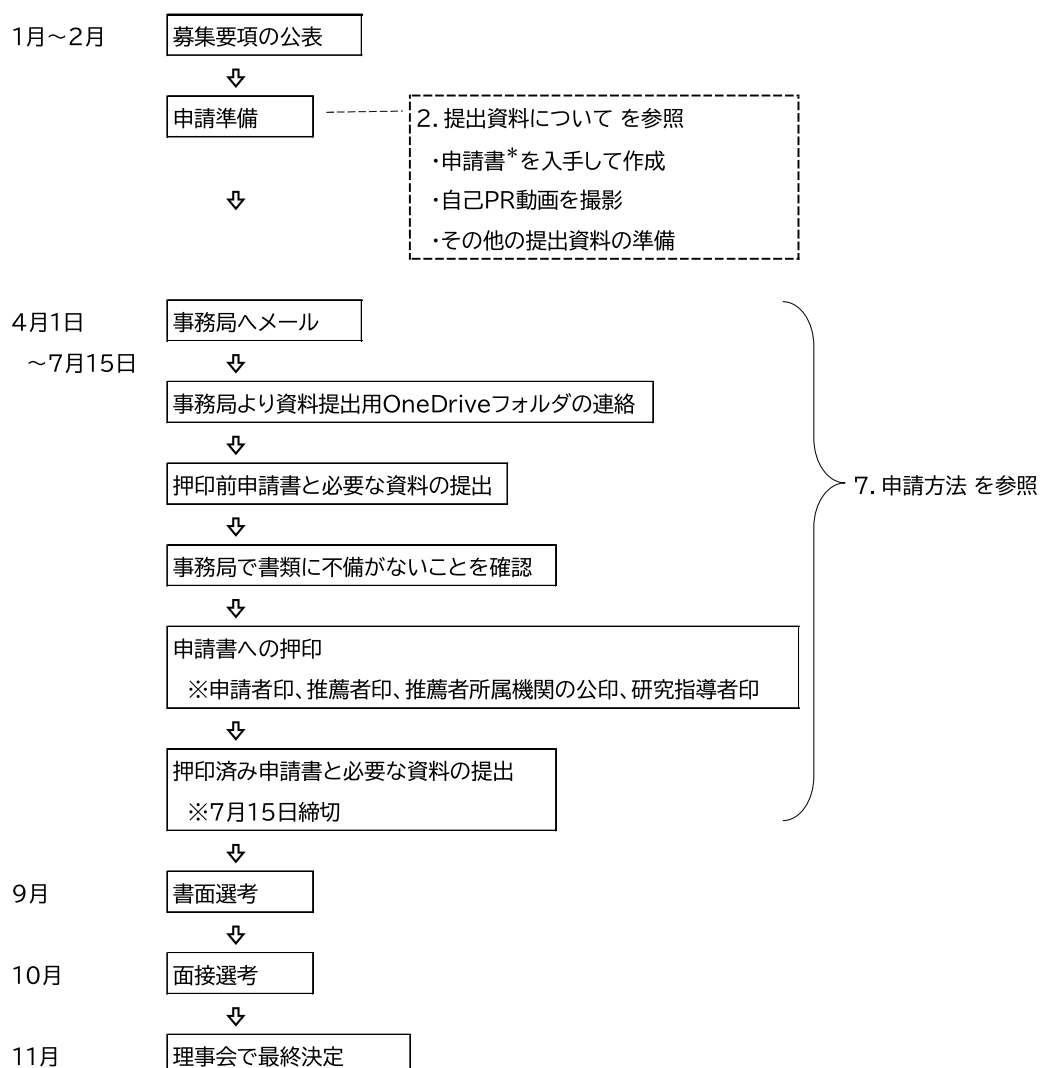 1月～2月 募集要項の公表
申請準備
2．提出資料について を参照
・申請書*を入手して作成
・自己PR動画を撮影
・その他の提出資料の準備
4月1日 事務局へメール
～7月15日
事務局より資料提出用OneDriveフォルダの連絡
押印前申請書と必要な資料の提出
7．申請方法 を参照
事務局で書類に不備がないことを確認
申請書への押印
※申請者印、推薦者印、推薦者所属機関の公印、研究指導者印
押印済み申請書と必要な資料の提出
※7月15日締切
9月 書面選考
10月 面接選考
11月 理事会で最終決定